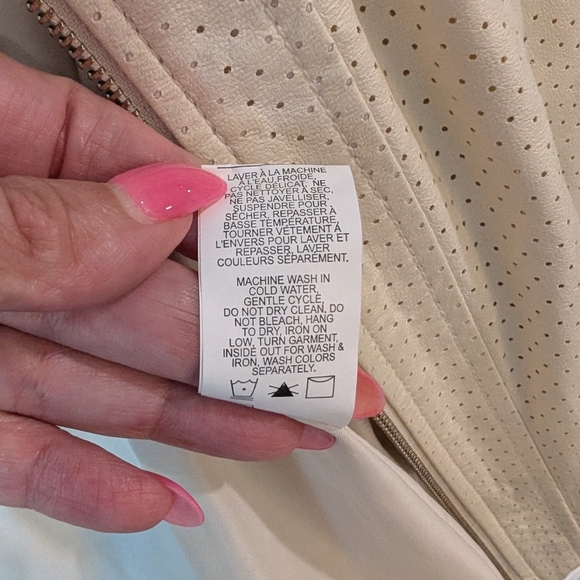 LAVER À LA MACHINE
À L'EAU FROIDE,
CYCLE DÉLICAT, NE
PAS NETTOYER À SEC,
NE PAS JAVELLISER,
SUSPENDRE POUR
SÉCHER, REPASSER À
BASSE TEMPÉRATURE,
TOURNER VÊTEMENT À
L'ENVERS POUR LAVER ET
REPASSER, LAVER
COULEURS SÉPARÉMENT.
MACHINE WASH IN
COLD WATER,
GENTLE CYCLE,
DO NOT DRY CLEAN, DO
NOT BLEACH, HANG
TO DRY, IRON ON
LOW, TURN GARMENT,
INSIDE OUT FOR WASH &
IRON, WASH COLORS
SEPARATELY.